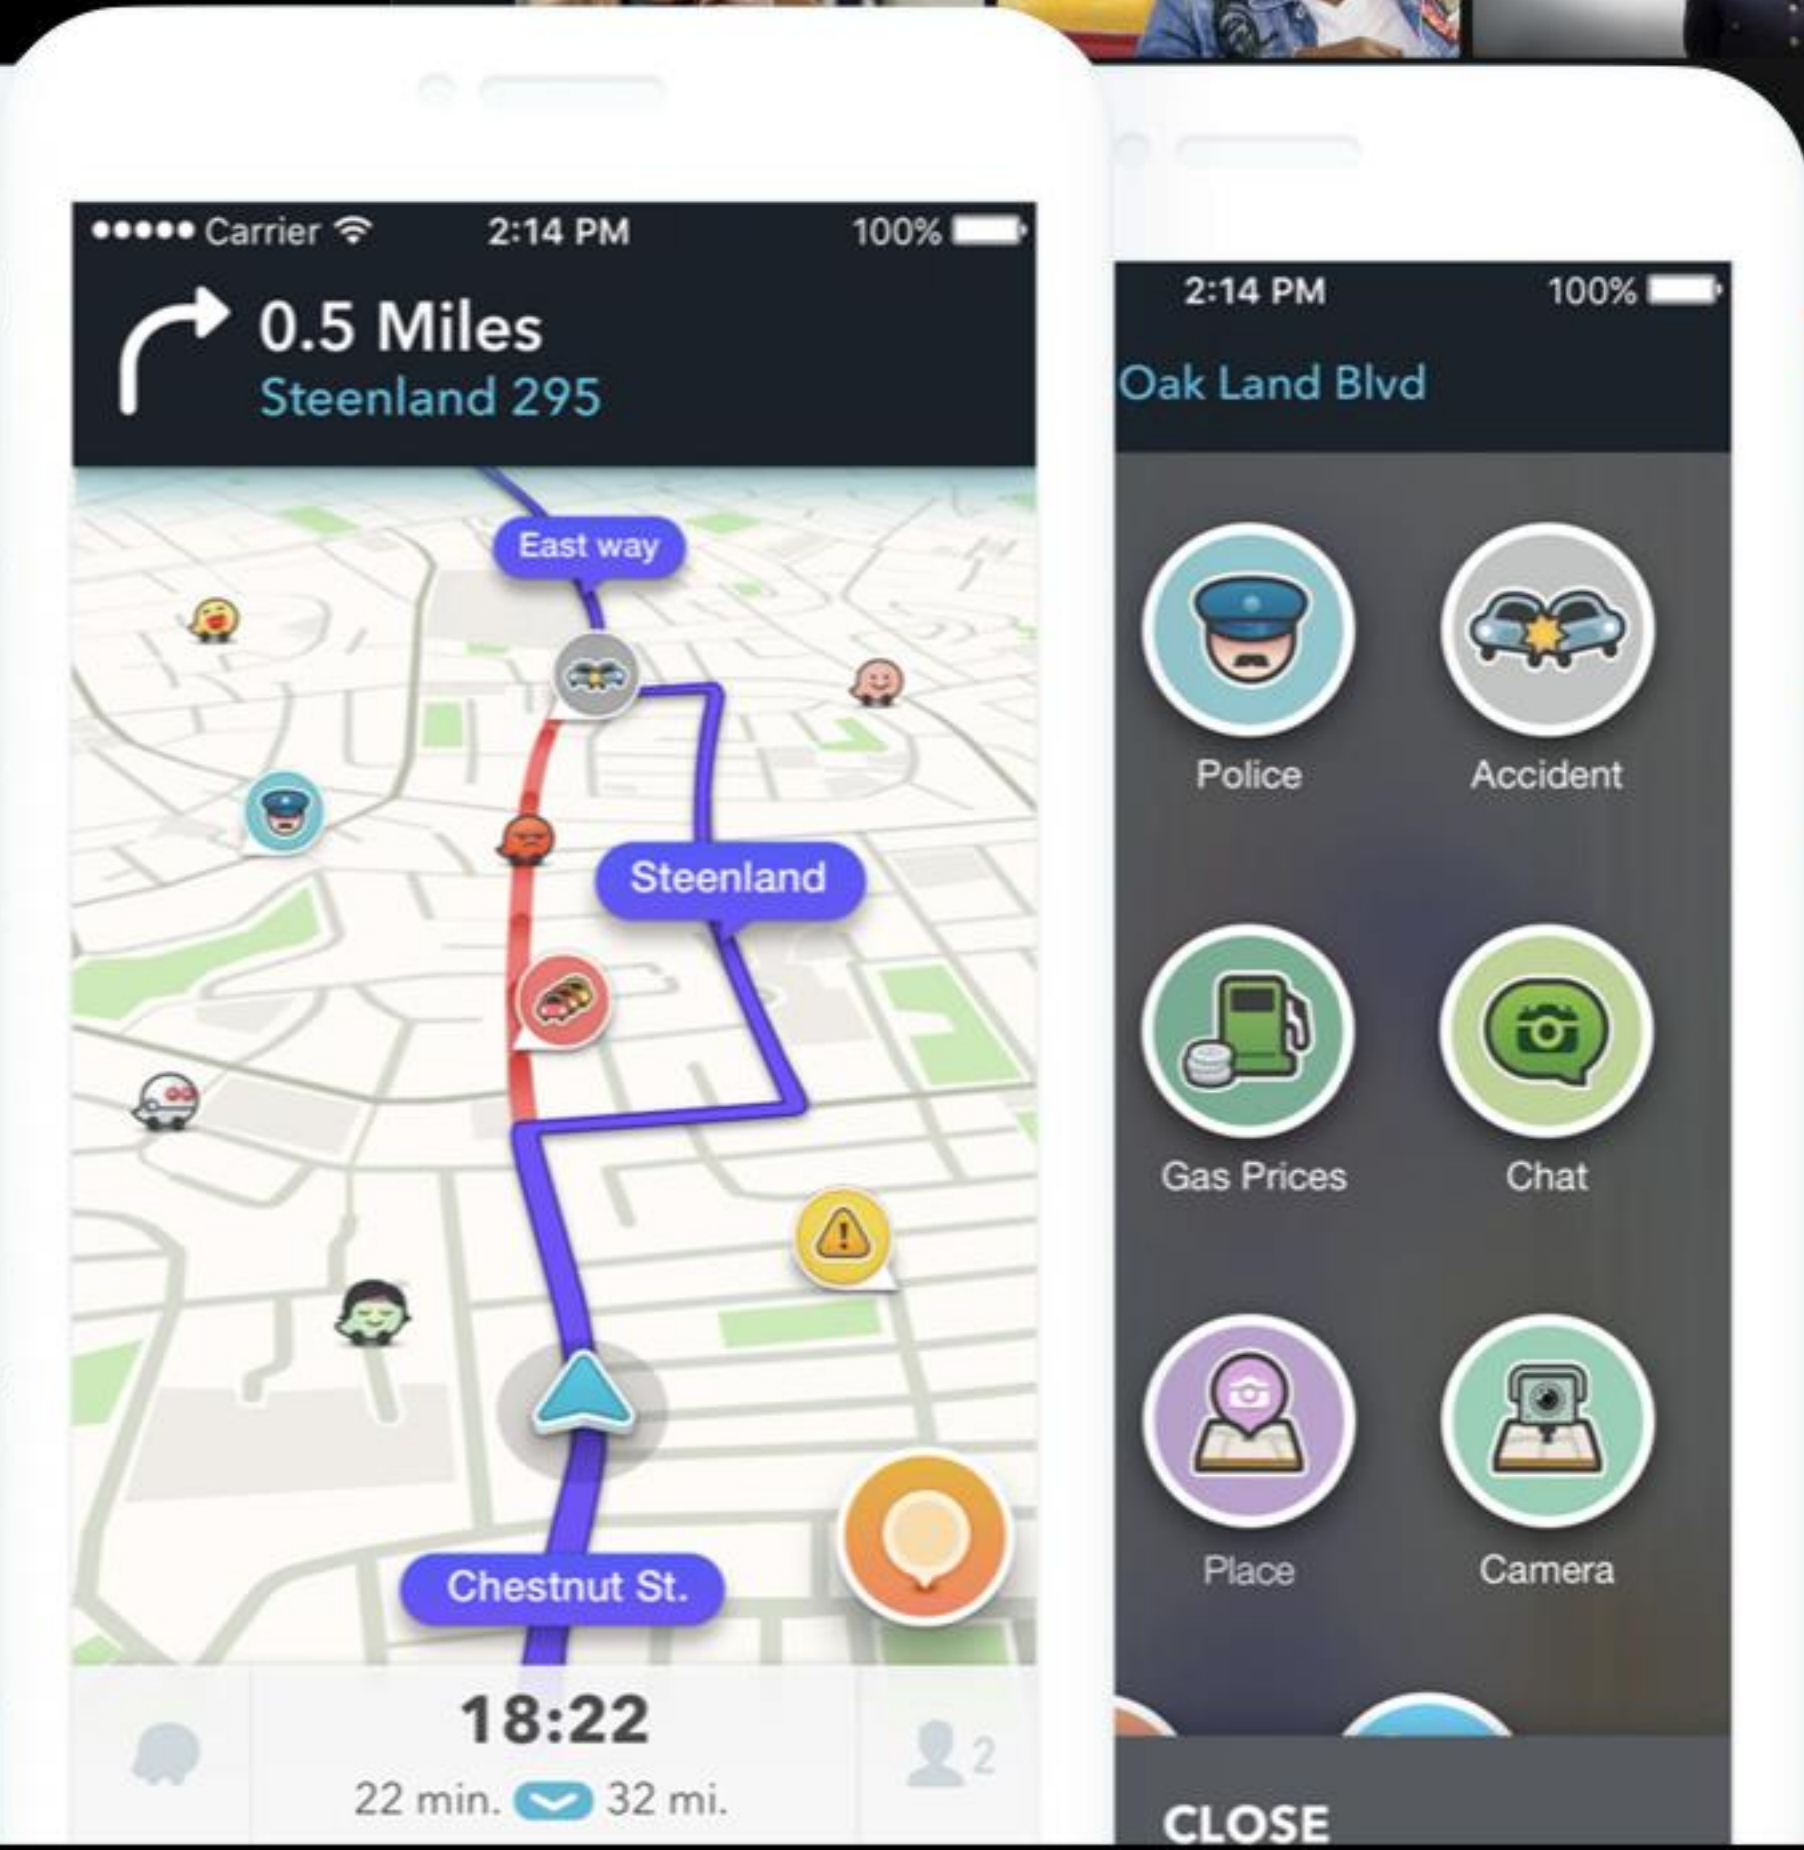 Carrier 2:14 PM 100%
0.5 Miles
Steenland 295
East way
Steenland
Chestnut St.
18:22
22 min. 32 mi.
2
2:14 PM 100%
Oak Land Blvd
Police Accident
Gas Prices Chat
Place Camera
CLOSE